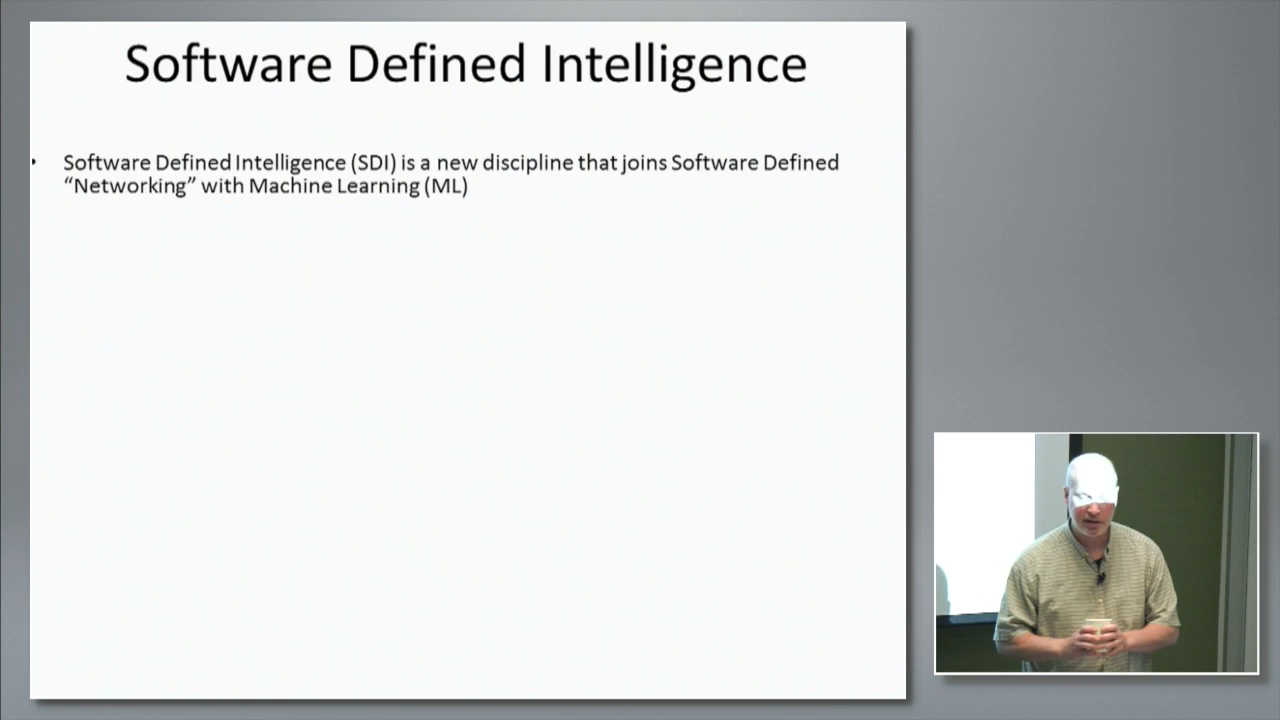 Software Defined Intelligence
• Software Defined Intelligence (SDI) is a new discipline that joins Software Defined
“Networking” with Machine Learning (ML)